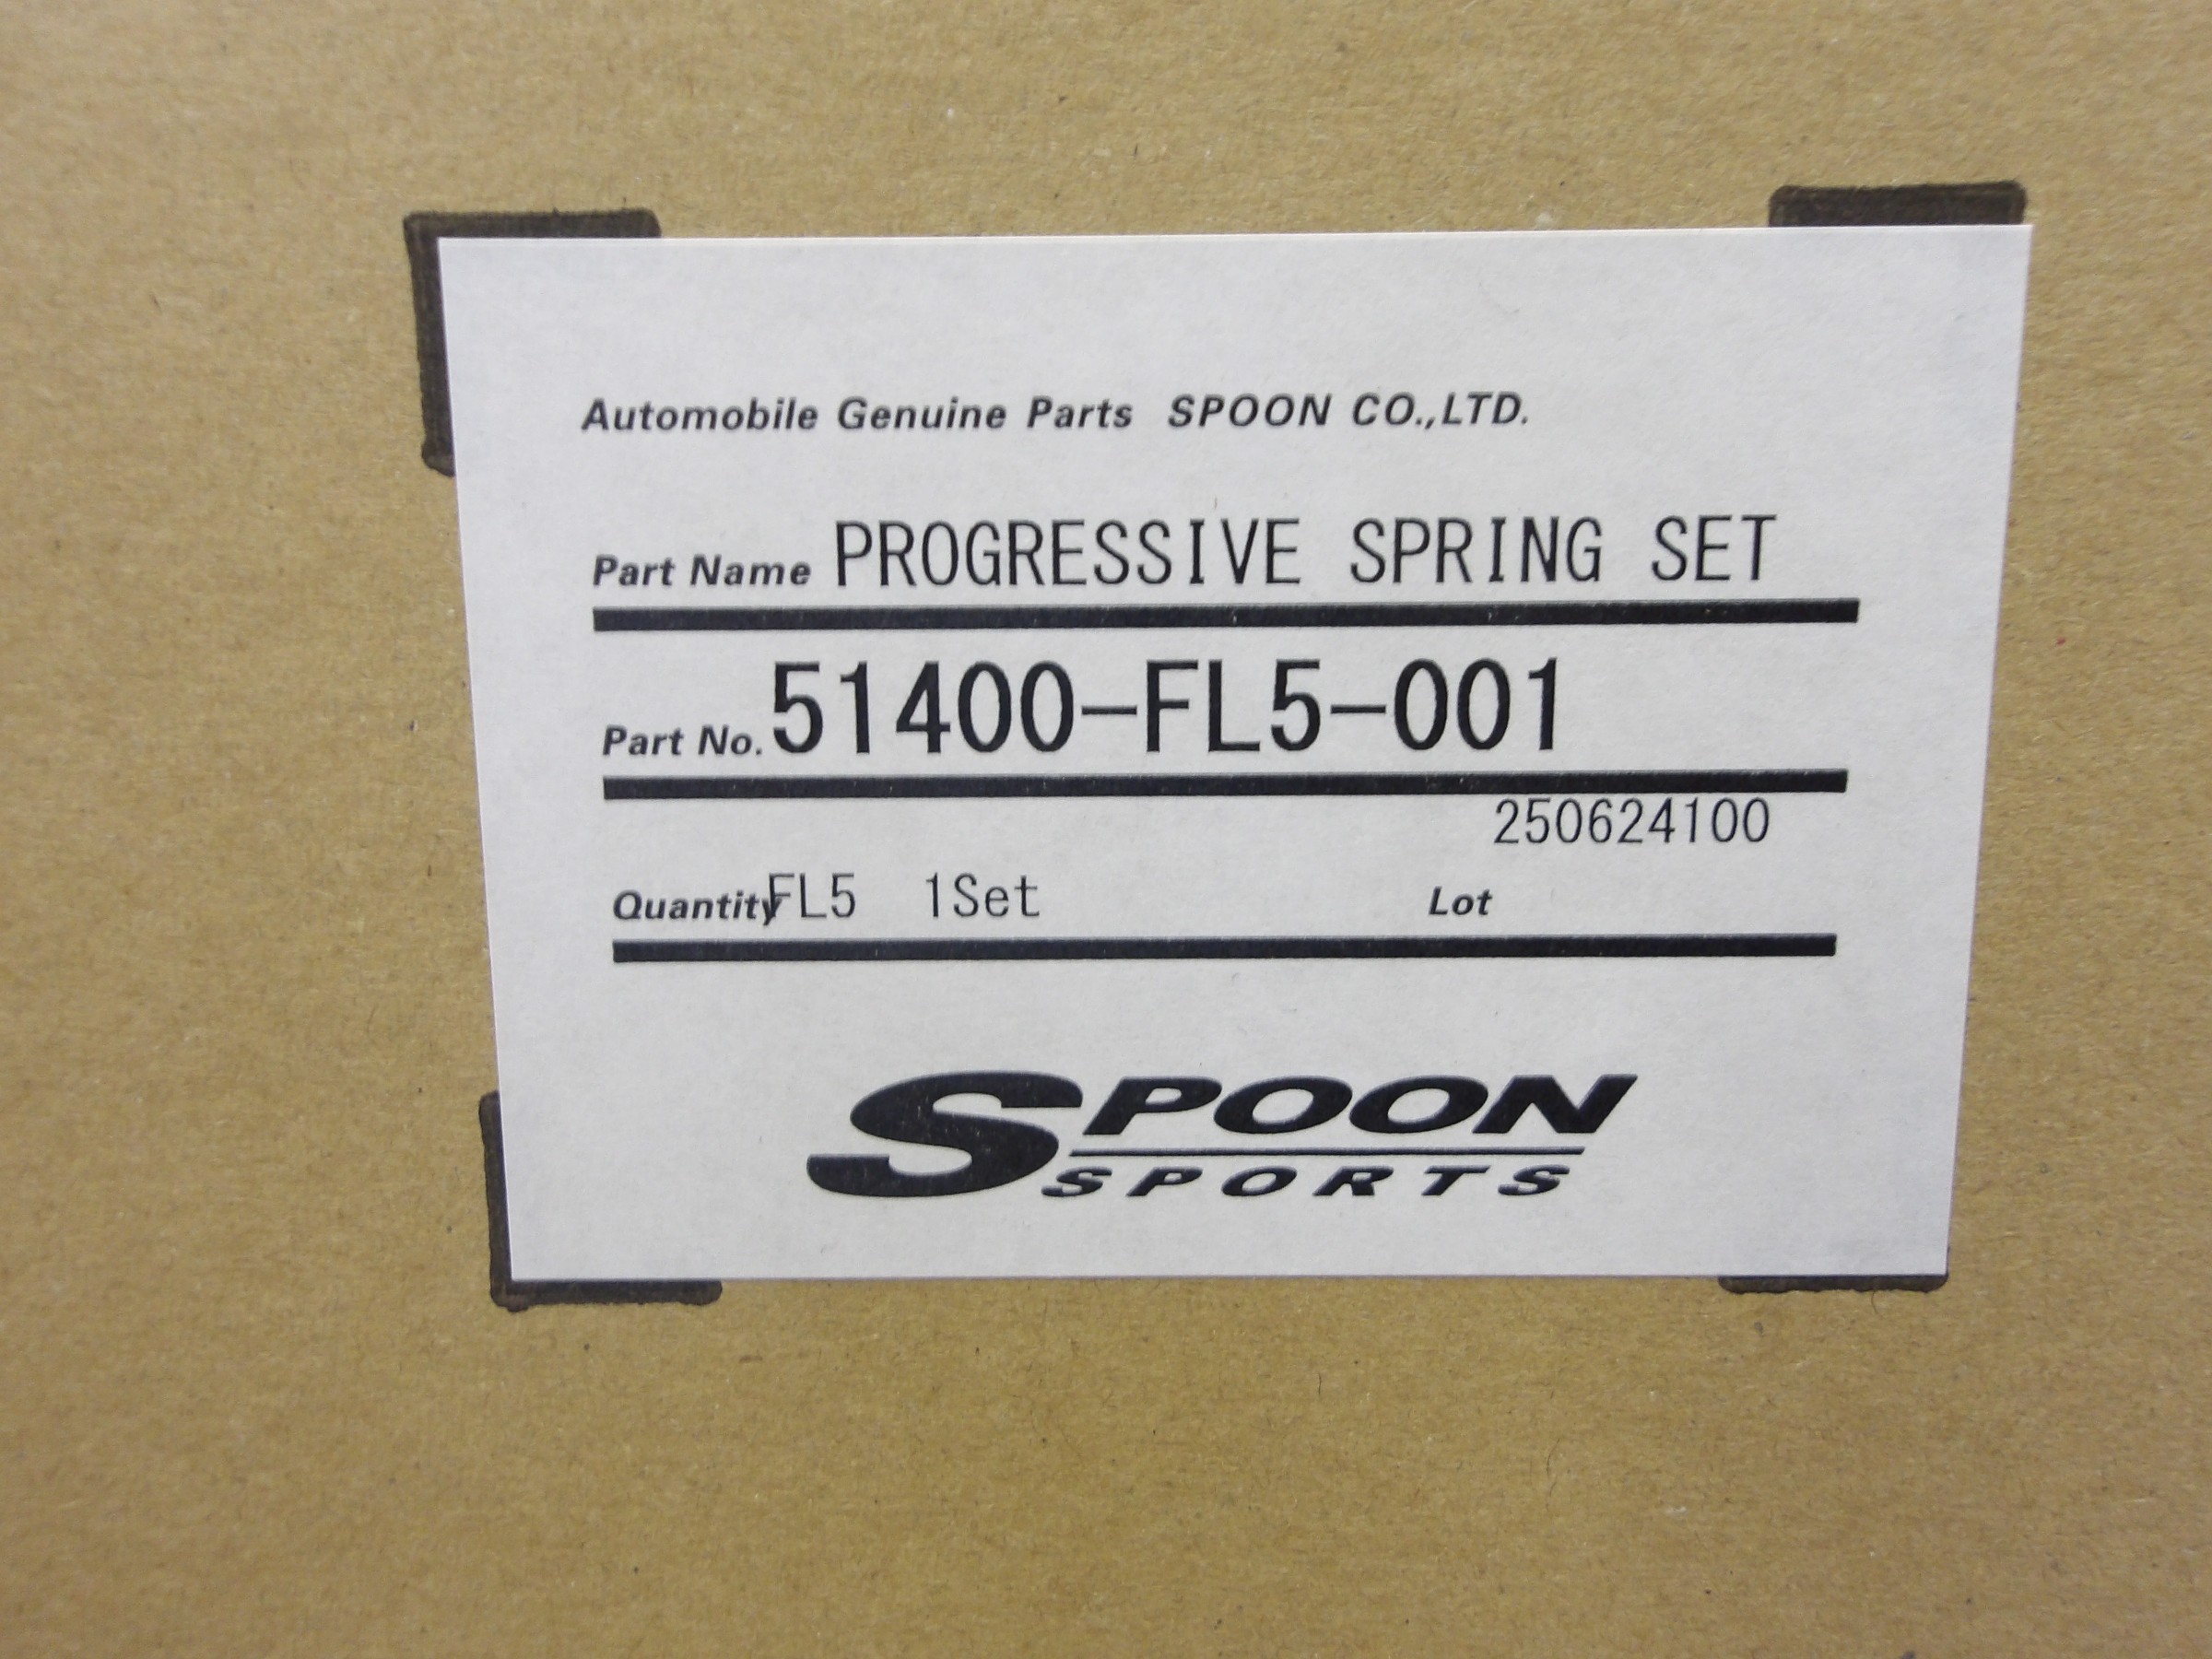 Automobile Genuine Parts SPOON CO.,LTD.
Part Name PROGRESSIVE SPRING SET
Part No. 51400-FL5-001
250624100
Quantity FL5 1Set Lot
SPOON
SPORTS